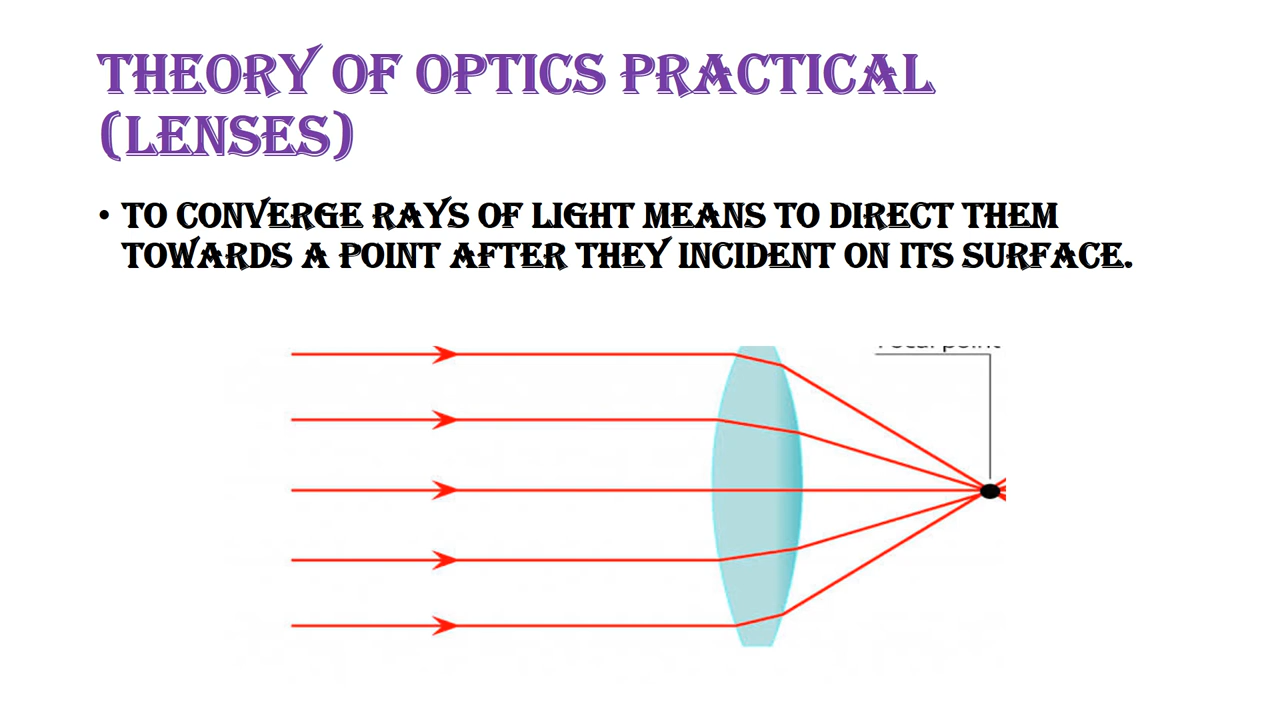 THEORY OF OPTICS PRACTICAL
(LENSES)
• TO CONVERGE RAYS OF LIGHT MEANS TO DIRECT THEM
TOWARDS A POINT AFTER THEY INCIDENT ON ITS SURFACE.